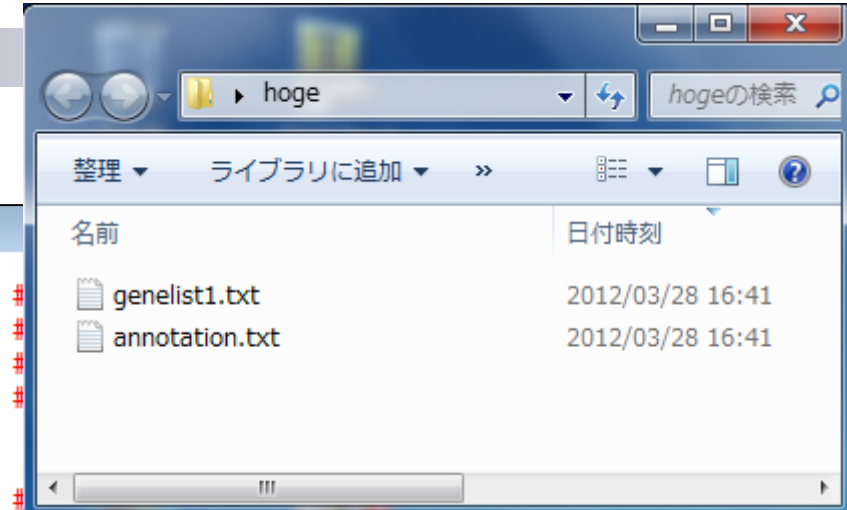 hoge
hogeの検索
整理 ライブラリに追加 »
名前 日付時刻
genelist1.txt 2012/03/28 16:41
annotation.txt 2012/03/28 16:41
#
#
#
#
#